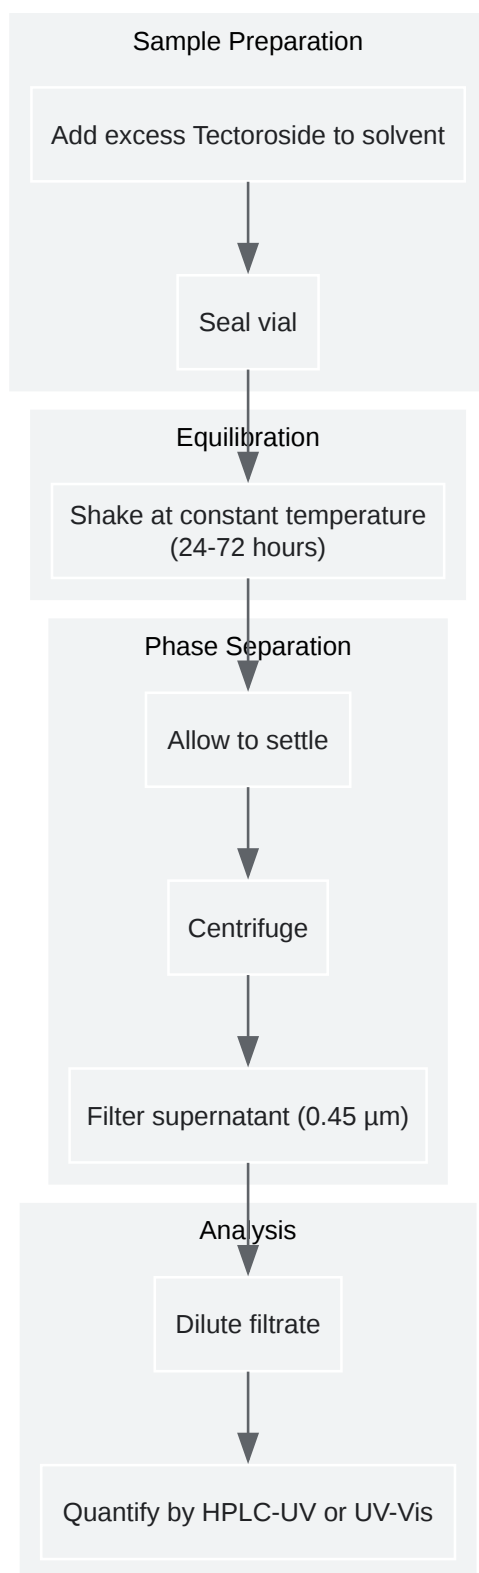 Sample Preparation
Add excess Tectoroside to solvent
Seal vial
Equilibration
Shake at constant temperature
(24-72 hours)
Phase Separation
Allow to settle
Centrifuge
Filter supernatant (0.45 µm)
Analysis
Dilute filtrate
Quantify by HPLC-UV or UV-Vis